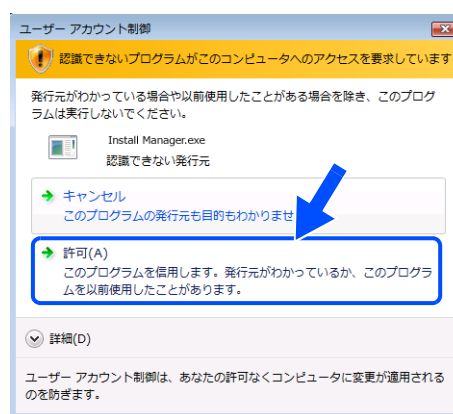 ユーザー アカウント制御
認識できないプログラムがこのコンピュータへのアクセスを要求しています
発行元がわかっている場合や以前使用したことがある場合を除き、このプログ
ラムは実行しないでください。
Install Manager.exe
認識できない発行元
キャンセル
このプログラムの発行元も目的もわかりませ
許可(A)
このプログラムを信用します。発行元がわかっているか、このプログラ
ムを以前使用したことがあります。
詳細(D)
ユーザー アカウント制御は、あなたの許可なくコンピュータに変更が適用される
のを防ぎます。